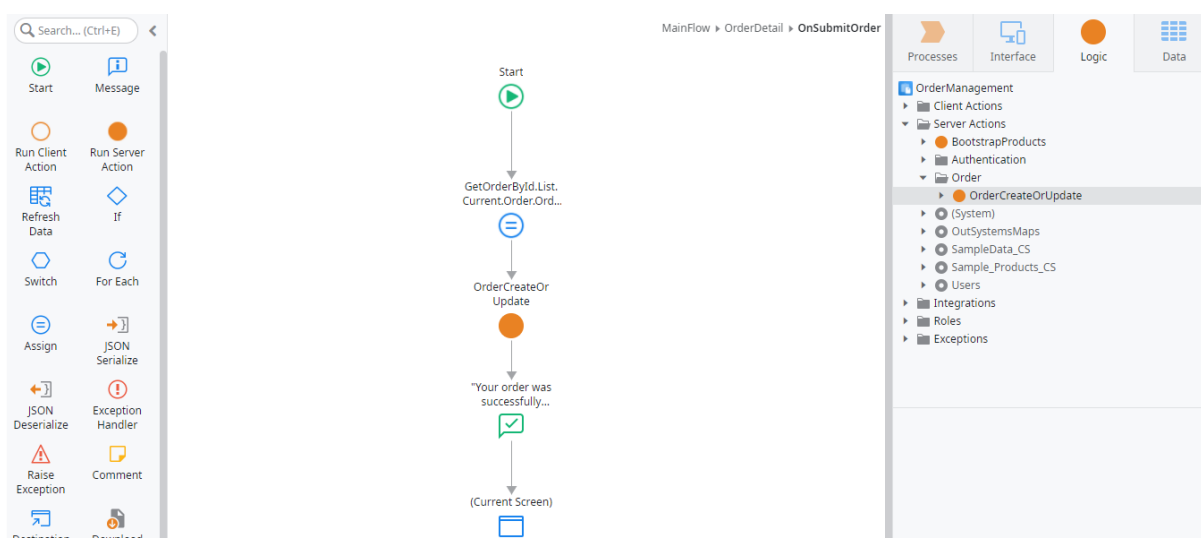 Search... (Ctrl+E)
Start
Message
Run Client
Action
Run Server
Action
Refresh
Data
If
Switch
For Each
Assign
JSON
Serialize
JSON
Deserialize
Exception
Handler
Raise
Exception
Comment
Destination
Download
MainFlow
OrderDetail
OnSubmitOrder
Start
GetOrderById.List.
Current.Order.Ord...
OrderCreateOr
Update
"Your order was
successfully...
(Current Screen)
Processes
Interface
Logic
Data
OrderManagement
Client Actions
Server Actions
BootstrapProducts
Authentication
Order
OrderCreateOrUpdate
(System)
OutSystemsMaps
SampleData_CS
Sample_Products_CS
Users
Integrations
Roles
Exceptions